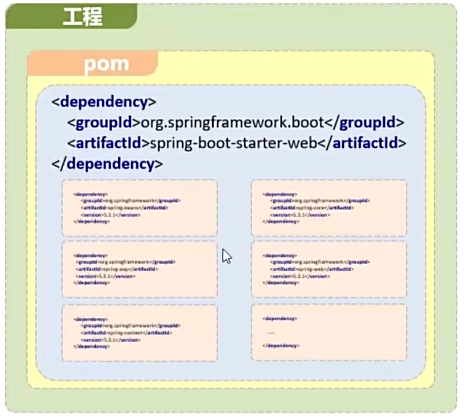 工程
pom
<dependency>
<groupId>org.springframework.boot</groupId>
<artifactId>spring-boot-starter-web</artifactId>
</dependency>
<dependency>
<groupId>org.springframework</groupId>
<artifactId>spring-beans</artifactId>
<version>5.3.1</version>
</dependency>
<dependency>
<groupId>org.springframework</groupId>
<artifactId>spring-core</artifactId>
<version>5.3.1</version>
</dependency>
<dependency>
<groupId>org.springframework</groupId>
<artifactId>spring-aop</artifactId>
<version>5.3.1</version>
</dependency>
<dependency>
<groupId>org.springframework</groupId>
<artifactId>spring-web</artifactId>
<version>5.3.1</version>
</dependency>
<dependency>
<groupId>org.springframework</groupId>
<artifactId>spring-context</artifactId>
<version>5.3.1</version>
</dependency>
<dependency>
……
</dependency>